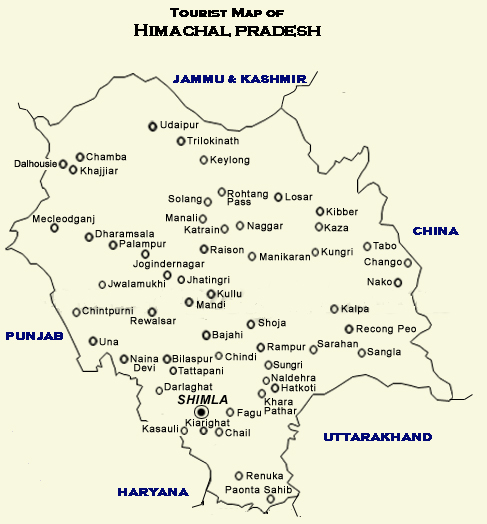 Tourist Map of
Himachal pradesh
JAMMU & KASHMIR
Udaipur
Trilokinath
Chamba
Keylong
Dalhousie
Khajjiar
Rohtang
Pass
Losar
Solang
Kibber
Mecleodganj
Manali
Katrain
Naggar
Kaza
CHINA
Dharamsala
Palampur
Raison
Manikaran
Kungri
Tabo
Chango
Jogindernagar
Jwalamukhi
Jhatingri
Nako
Kullu
Mandi
Chintpurni
Rewalsar
Kalpa
PUNJAB
Una
Bajahi
Shoja
Recong Peo
Naina
Devi
Bilaspur
Chindi
Rampur
Sarahan
Sangla
Tattapani
Sungri
Darlaghat
Naldehra
Hatkoti
SHIMLA
Khara
Pathar
Fagu
Kiarighat
Kasauli
Chail
UTTARAKHAND
HARYANA
Renuka
Paonta Sahib